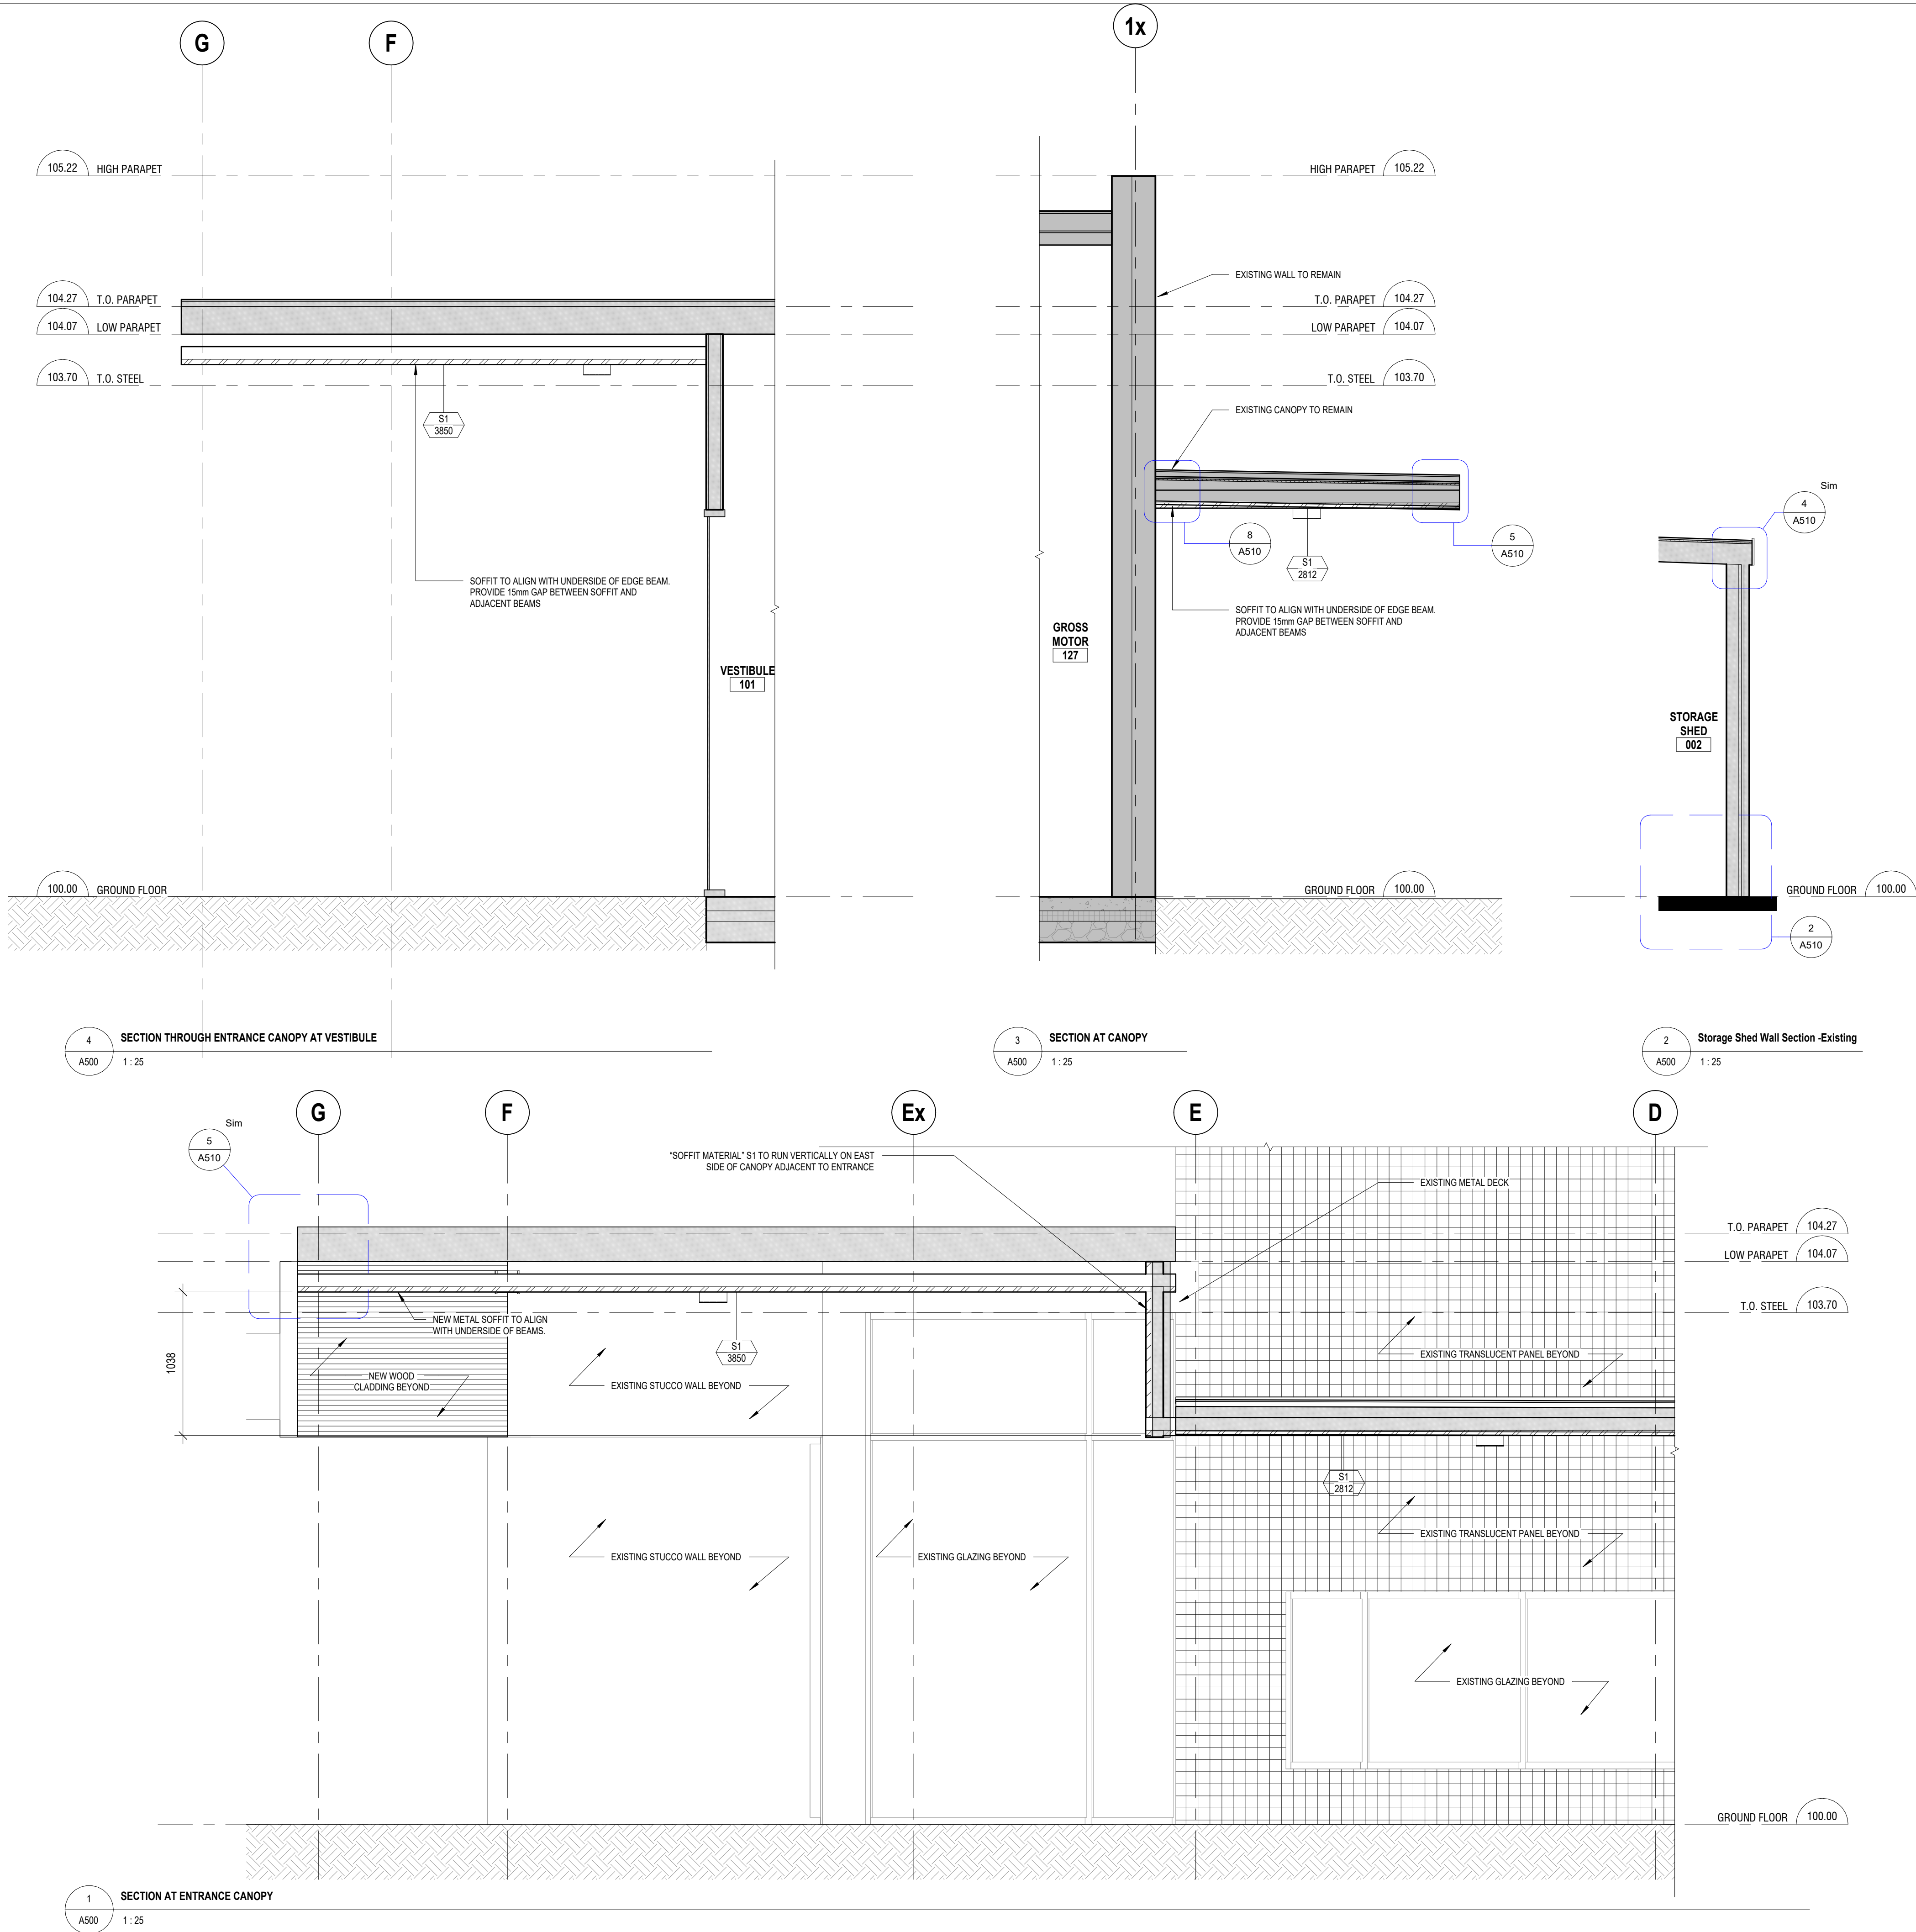 G
F
105.22 HIGH PARAPET
104.27 T.O. PARAPET
104.07 LOW PARAPET
103.70 T.O. STEEL
S1
3850
SOFFIT TO ALIGN WITH UNDERSIDE OF EDGE BEAM.
PROVIDE 15mm GAP BETWEEN SOFFIT AND
ADJACENT BEAMS
VESTIBULE
101
100.00 GROUND FLOOR
4
A500
SECTION THROUGH ENTRANCE CANOPY AT VESTIBULE
1 : 25
1x
HIGH PARAPET 105.22
EXISTING WALL TO REMAIN
T.O. PARAPET 104.27
LOW PARAPET 104.07
T.O. STEEL 103.70
EXISTING CANOPY TO REMAIN
8
A510
5
A510
S1
2812
SOFFIT TO ALIGN WITH UNDERSIDE OF EDGE BEAM.
PROVIDE 15mm GAP BETWEEN SOFFIT AND
ADJACENT BEAMS
GROSS
MOTOR
127
GROUND FLOOR 100.00
3
A500
SECTION AT CANOPY
1 : 25
Sim
4
A510
STORAGE
SHED
002
GROUND FLOOR 100.00
2
A510
2
A500
Storage Shed Wall Section -Existing
1 : 25
G
F
Ex
E
D
Sim
5
A510
"SOFFIT MATERIAL" S1 TO RUN VERTICALLY ON EAST
SIDE OF CANOPY ADJACENT TO ENTRANCE
EXISTING METAL DECK
T.O. PARAPET 104.27
LOW PARAPET 104.07
T.O. STEEL 103.70
NEW METAL SOFFIT TO ALIGN
WITH UNDERSIDE OF BEAMS.
S1
3850
1038
NEW WOOD
CLADDING BEYOND
EXISTING STUCCO WALL BEYOND
EXISTING TRANSLUCENT PANEL BEYOND
S1
2812
EXISTING TRANSLUCENT PANEL BEYOND
EXISTING STUCCO WALL BEYOND
EXISTING GLAZING BEYOND
EXISTING GLAZING BEYOND
GROUND FLOOR 100.00
1
A500
SECTION AT ENTRANCE CANOPY
1 : 25